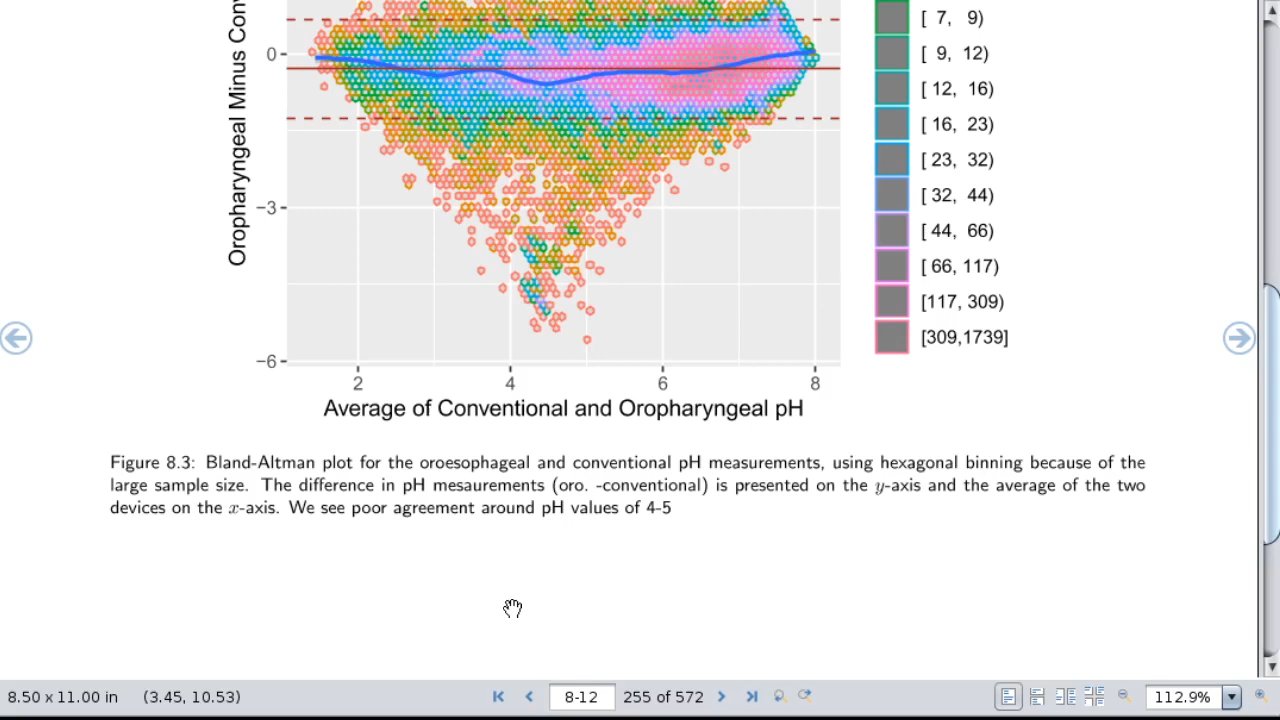 Oropharyngeal Minus Conv
0
−3
−6
2 4 6 8
Average of Conventional and Oropharyngeal pH
[ 7, 9)
[ 9, 12)
[ 12, 16)
[ 16, 23)
[ 23, 32)
[ 32, 44)
[ 44, 66)
[ 66, 117)
[117, 309)
[309,1739]
Figure 8.3: Bland-Altman plot for the oroesophageal and conventional pH measurements, using hexagonal binning because of the
large sample size. The difference in pH mesaurements (oro. -conventional) is presented on the y-axis and the average of the two
devices on the x-axis. We see poor agreement around pH values of 4-5
8.50 x 11.00 in (3.45, 10.53) 8-12 255 of 572 112.9%